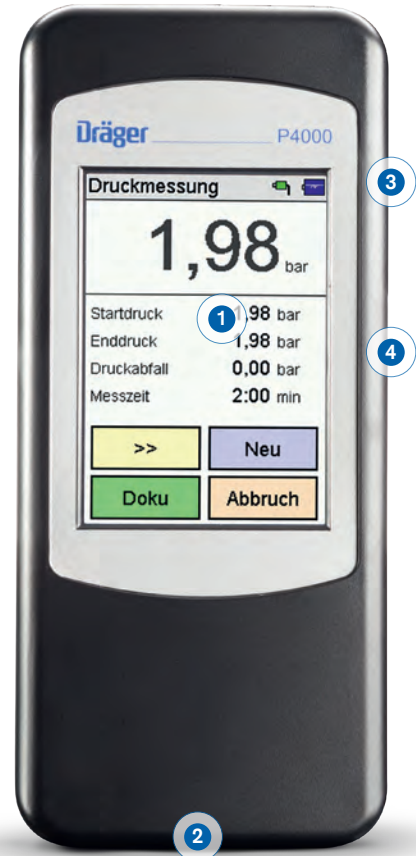 Dräger P4000
Druckmessung
1,98 bar
Startdruck 1,98 bar
Enddruck 1,98 bar
Druckabfall 0,00 bar
Messzeit 2:00 min
>> Neu
Doku Abbruch
1
2
3
4